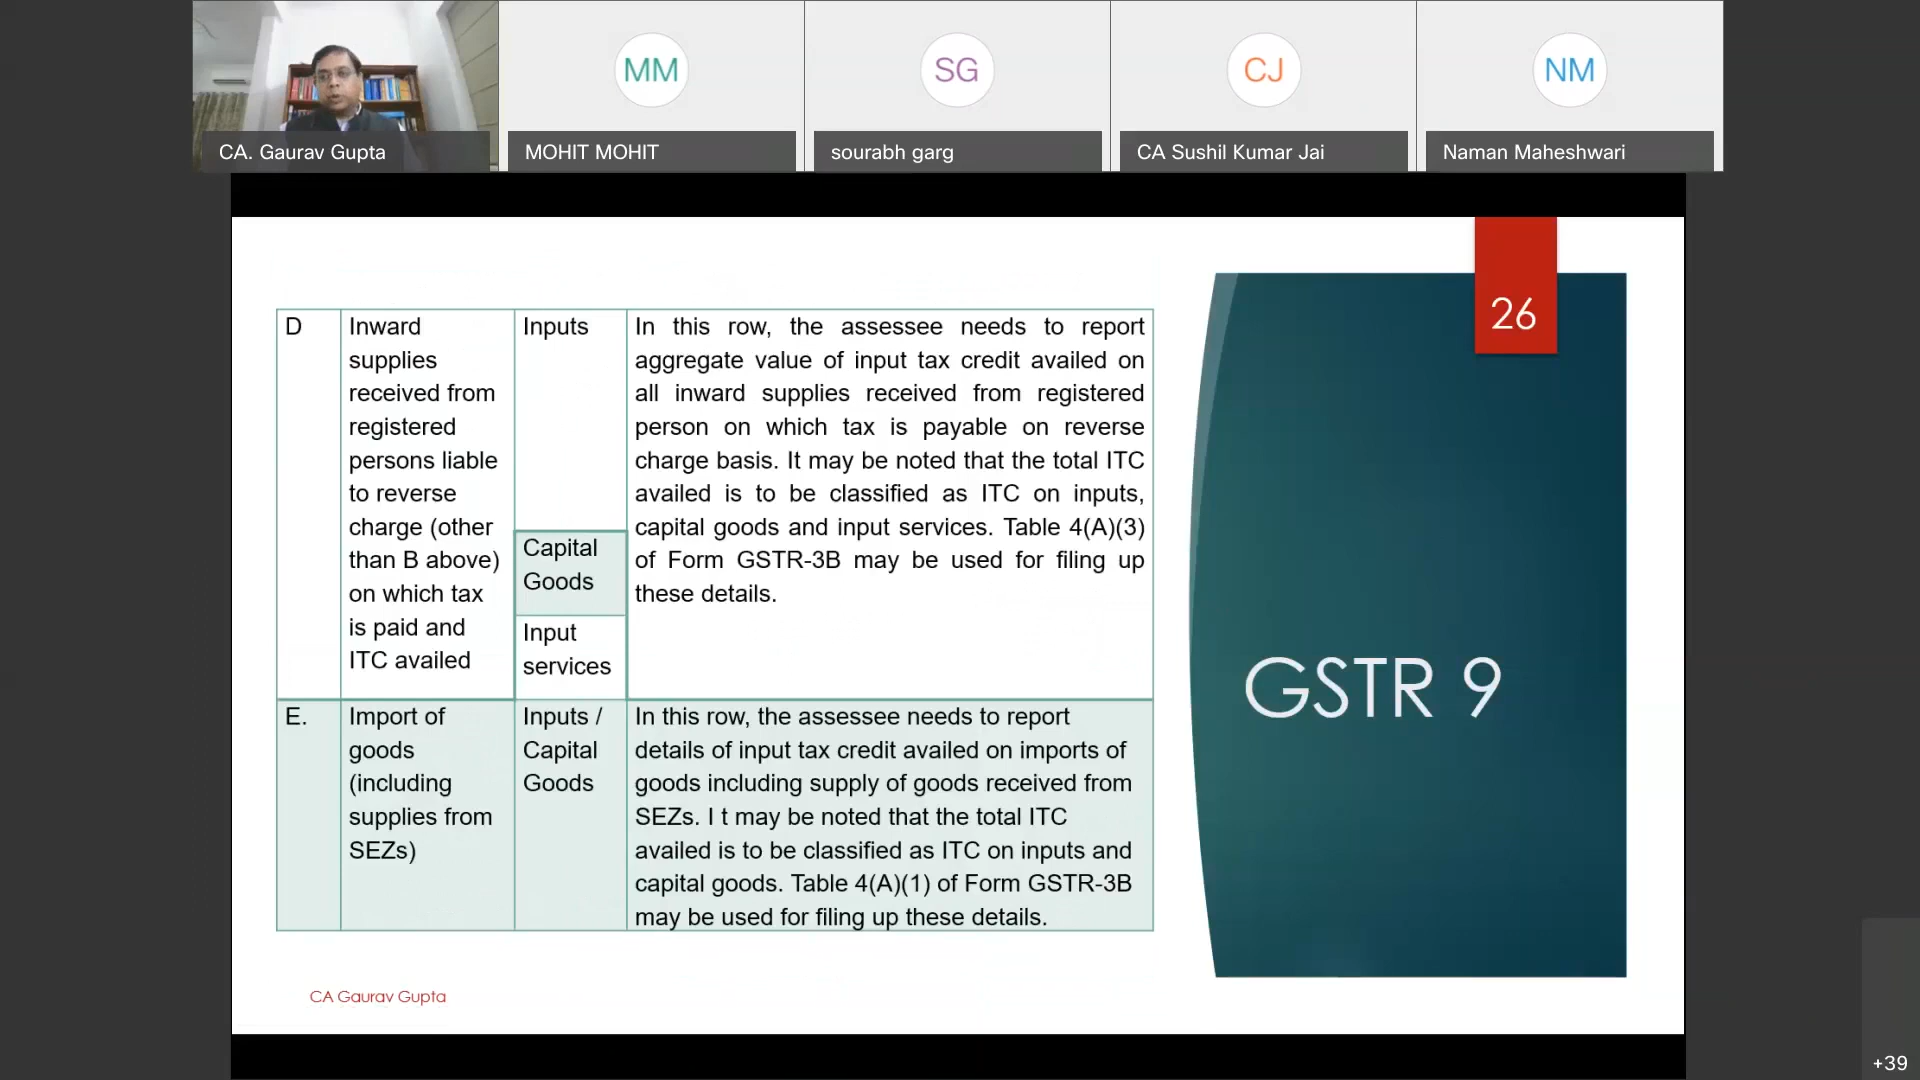 MM
SG
CJ
NM
CA. Gaurav Gupta
MOHIT MOHIT
sourabh garg
CA Sushil Kumar Jai
Naman Maheshwari
26
D
Inward
supplies
received from
registered
persons liable
to reverse
charge (other
than B above)
on which tax
is paid and
ITC availed
Inputs
Capital
Goods
Input
services
In this row, the assessee needs to report
aggregate value of input tax credit availed on
all inward supplies received from registered
person on which tax is payable on reverse
charge basis. It may be noted that the total ITC
availed is to be classified as ITC on inputs,
capital goods and input services. Table 4(A)(3)
of Form GSTR-3B may be used for filing up
these details.
E.
Import of
goods
(including
supplies from
SEZs)
Inputs /
Capital
Goods
In this row, the assessee needs to report
details of input tax credit availed on imports of
goods including supply of goods received from
SEZs. I t may be noted that the total ITC
availed is to be classified as ITC on inputs and
capital goods. Table 4(A)(1) of Form GSTR-3B
may be used for filing up these details.
GSTR 9
CA Gaurav Gupta
+39